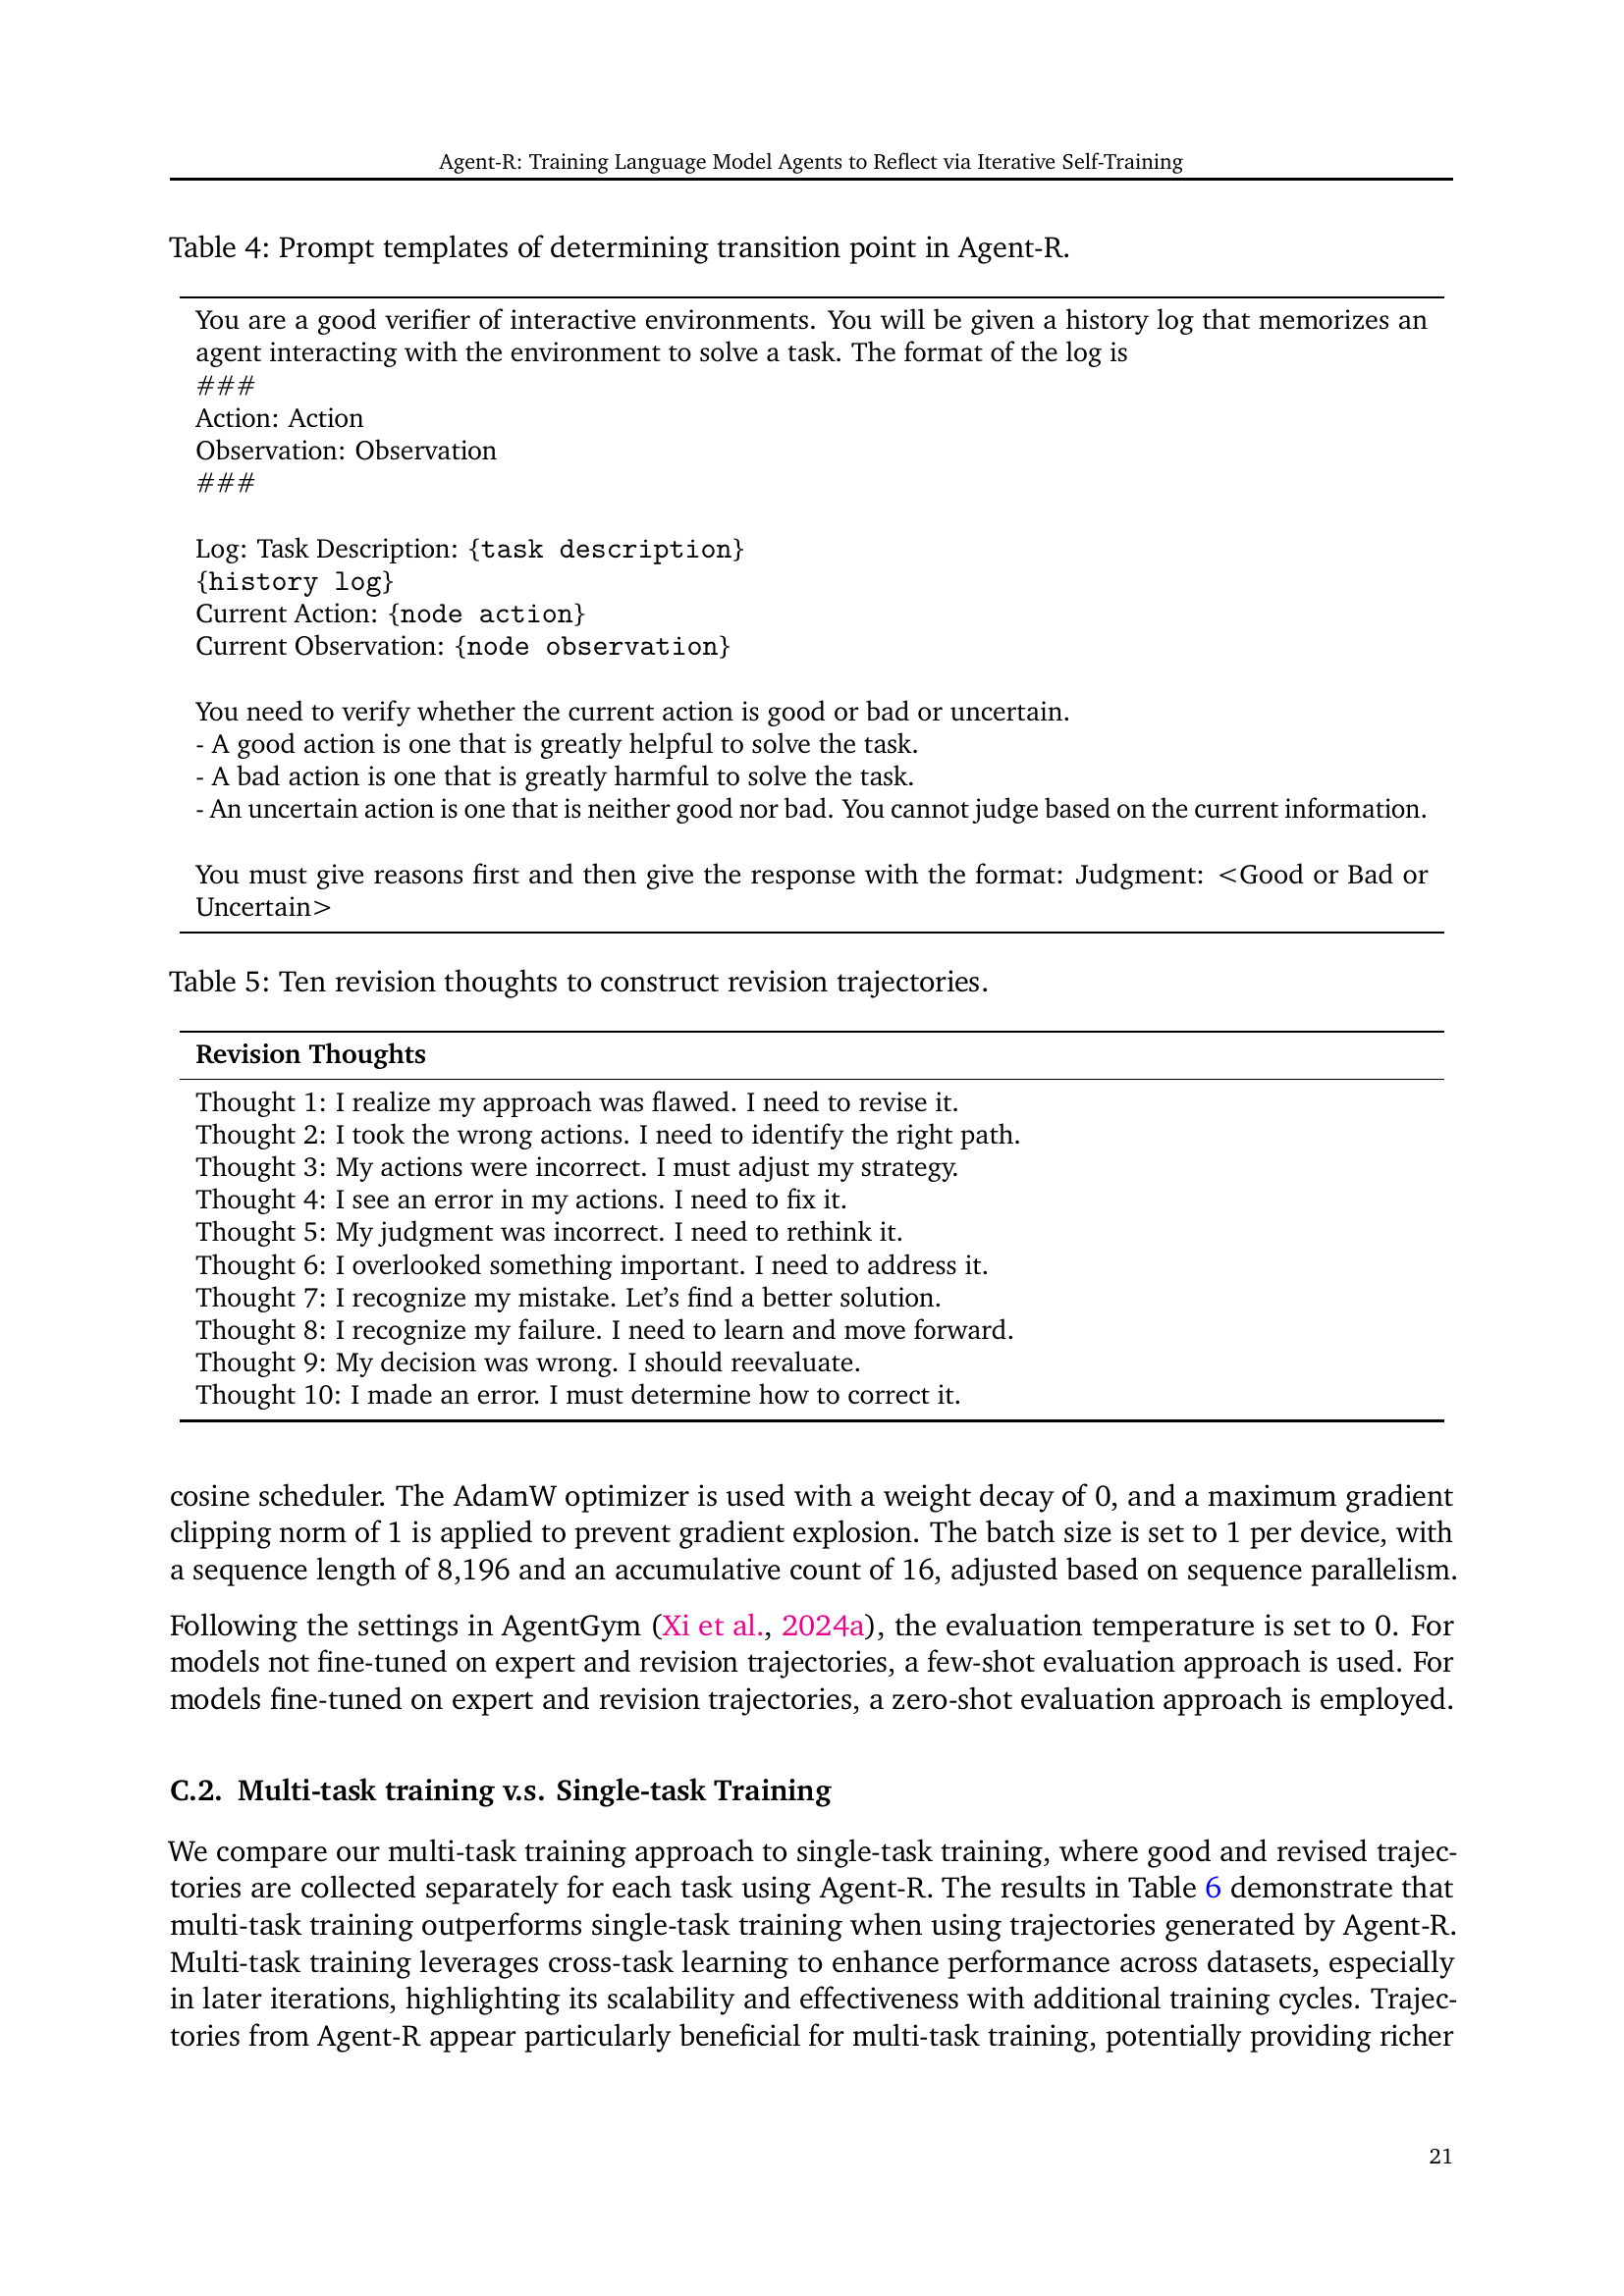 Agent-R: Training Language Model Agents to Reflect via Iterative Self-Training
Table 4: Prompt templates of determining transition point in Agent-R.
You are a good verifier of interactive environments. You will be given a history log that memorizes an
agent interacting with the environment to solve a task. The format of the log is
###
Action: Action
Observation: Observation
###
Log: Task Description: {task description}
{history log}
Current Action: {node action}
Current Observation: {node observation}
You need to verify whether the current action is good or bad or uncertain.
- A good action is one that is greatly helpful to solve the task.
- A bad action is one that is greatly harmful to solve the task.
- An uncertain action is one that is neither good nor bad. You cannot judge based on the current information.
You must give reasons first and then give the response with the format: Judgment: <Good or Bad or
Uncertain>
Table 5: Ten revision thoughts to construct revision trajectories.
Revision Thoughts
Thought 1: I realize my approach was flawed. I need to revise it.
Thought 2: I took the wrong actions. I need to identify the right path.
Thought 3: My actions were incorrect. I must adjust my strategy.
Thought 4: I see an error in my actions. I need to fix it.
Thought 5: My judgment was incorrect. I need to rethink it.
Thought 6: I overlooked something important. I need to address it.
Thought 7: I recognize my mistake. Let's find a better solution.
Thought 8: I recognize my failure. I need to learn and move forward.
Thought 9: My decision was wrong. I should reevaluate.
Thought 10: I made an error. I must determine how to correct it.
cosine scheduler. The AdamW optimizer is used with a weight decay of 0, and a maximum gradient
clipping norm of 1 is applied to prevent gradient explosion. The batch size is set to 1 per device, with
a sequence length of 8,196 and an accumulative count of 16, adjusted based on sequence parallelism.
Following the settings in AgentGym (Xi et al., 2024a), the evaluation temperature is set to 0. For
models not fine-tuned on expert and revision trajectories, a few-shot evaluation approach is used. For
models fine-tuned on expert and revision trajectories, a zero-shot evaluation approach is employed.
C.2. Multi-task training v.s. Single-task Training
We compare our multi-task training approach to single-task training, where good and revised trajec-
tories are collected separately for each task using Agent-R. The results in Table 6 demonstrate that
multi-task training outperforms single-task training when using trajectories generated by Agent-R.
Multi-task training leverages cross-task learning to enhance performance across datasets, especially
in later iterations, highlighting its scalability and effectiveness with additional training cycles. Trajec-
tories from Agent-R appear particularly beneficial for multi-task training, potentially providing richer
21